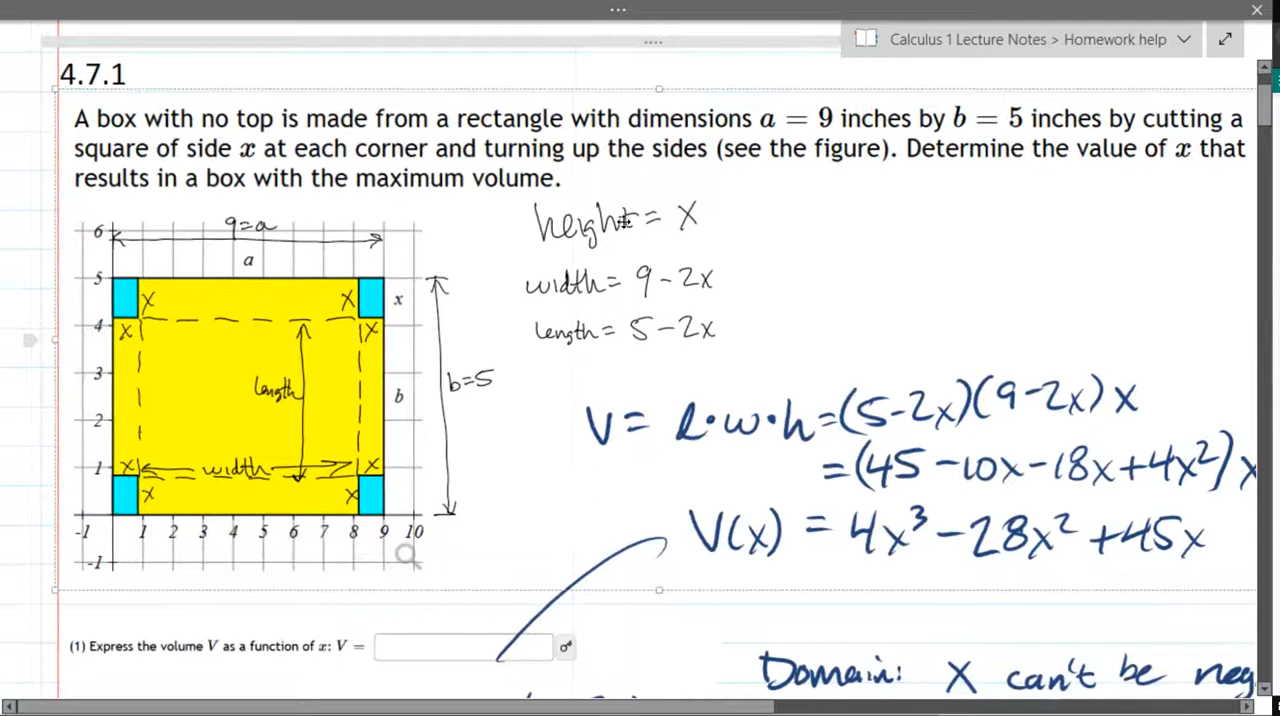 Calculus 1 Lecture Notes > Homework help
4.7.1
A box with no top is made from a rectangle with dimensions a = 9 inches by b = 5 inches by cutting a
square of side x at each corner and turning up the sides (see the figure). Determine the value of x that
results in a box with the maximum volume.
height = x
width = 9 - 2x
length = 5 - 2x
6
9 = a
a
5
x x x
4
x x
3
length
b
b = 5
2
1
x width x
x x
-1 1 2 3 4 5 6 7 8 9 10
-1
V = l · w · h = (5-2x)(9-2x)x
= (45 - 10x - 18x + 4x²)x
V(x) = 4x³ - 28x² + 45x
(1) Express the volume V as a function of x: V =
Domain: x can't be neg